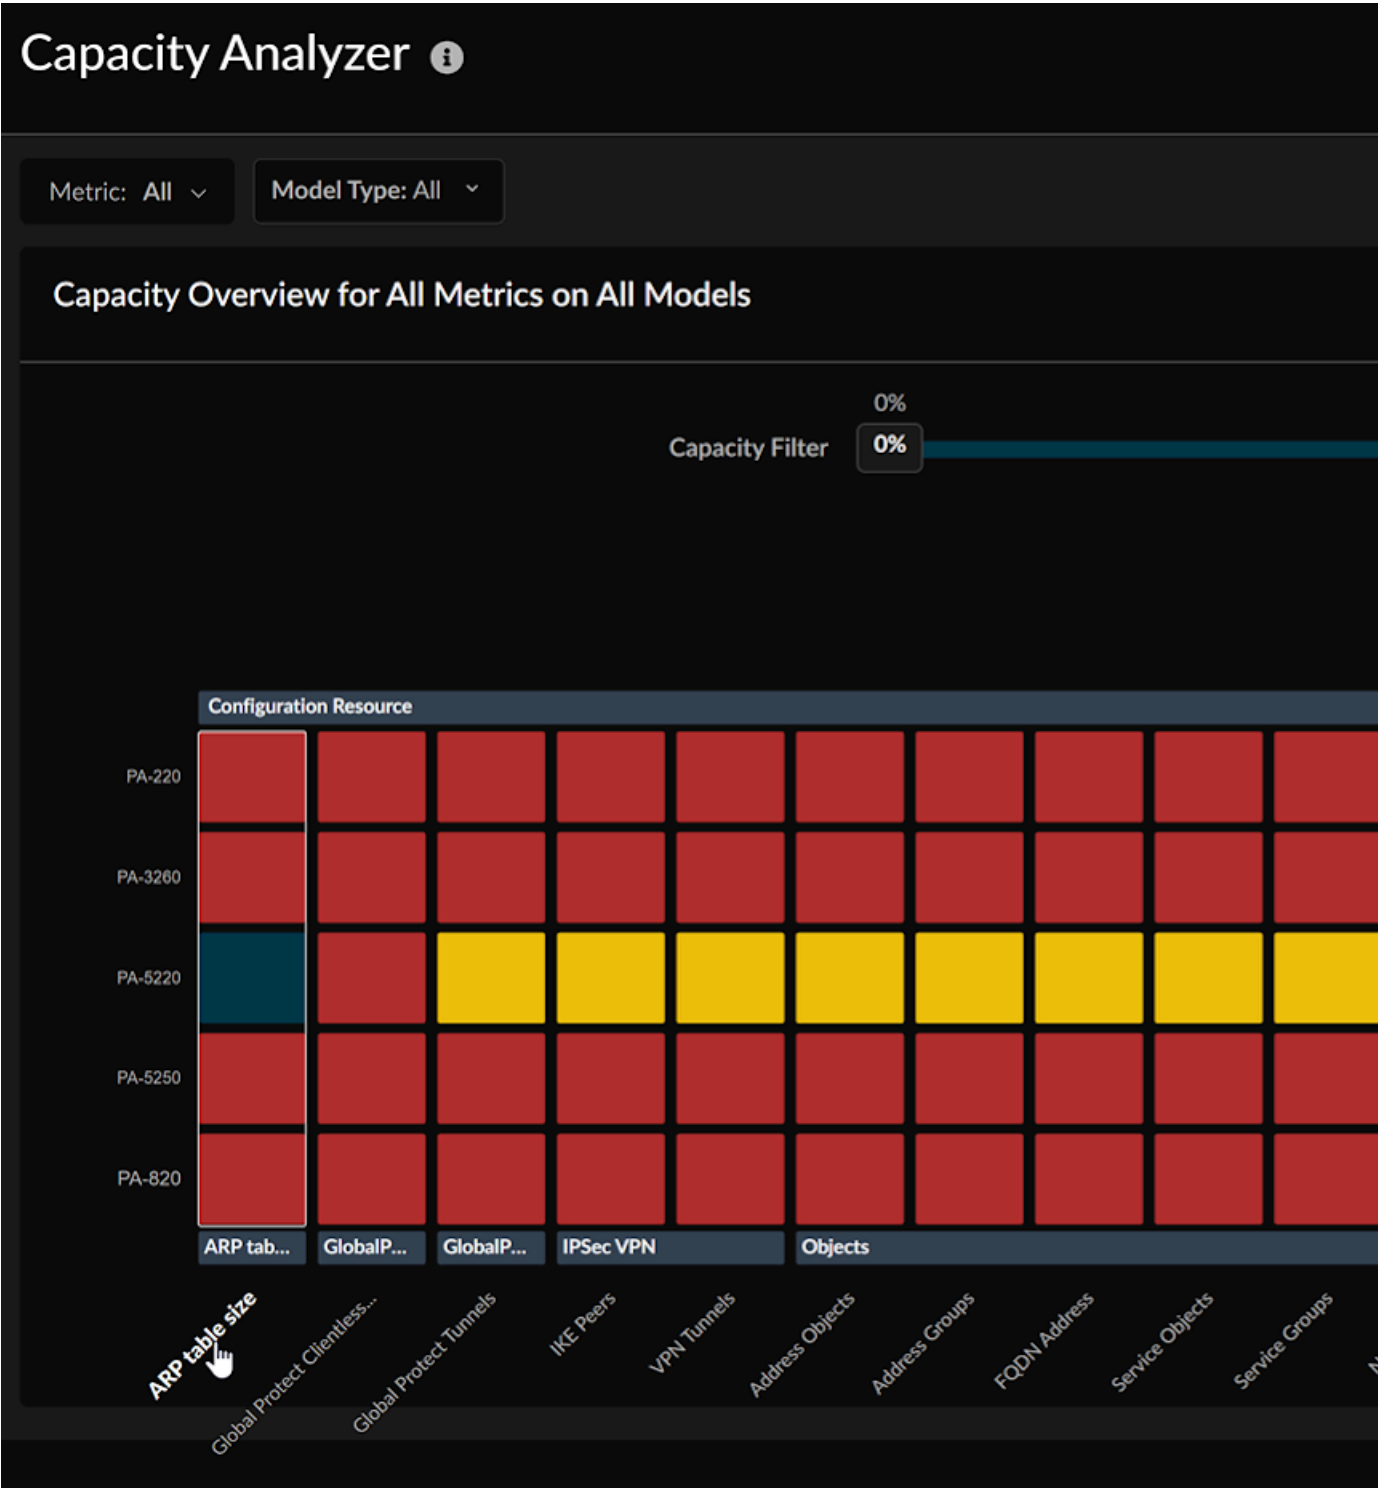 Capacity Analyzer
Metric: All
Model Type: All
Capacity Overview for All Metrics on All Models
0%
Capacity Filter
0%
Configuration Resource
PA-220
PA-3260
PA-5220
PA-5250
PA-820
ARP tab...
GlobalP...
GlobalP...
IPSec VPN
Objects
ARP table size
Global Protect Clientless...
Global Protect Tunnels
IKE Peers
VPN Tunnels
Address Objects
Address Groups
FQDN Address
Service Objects
Service Groups